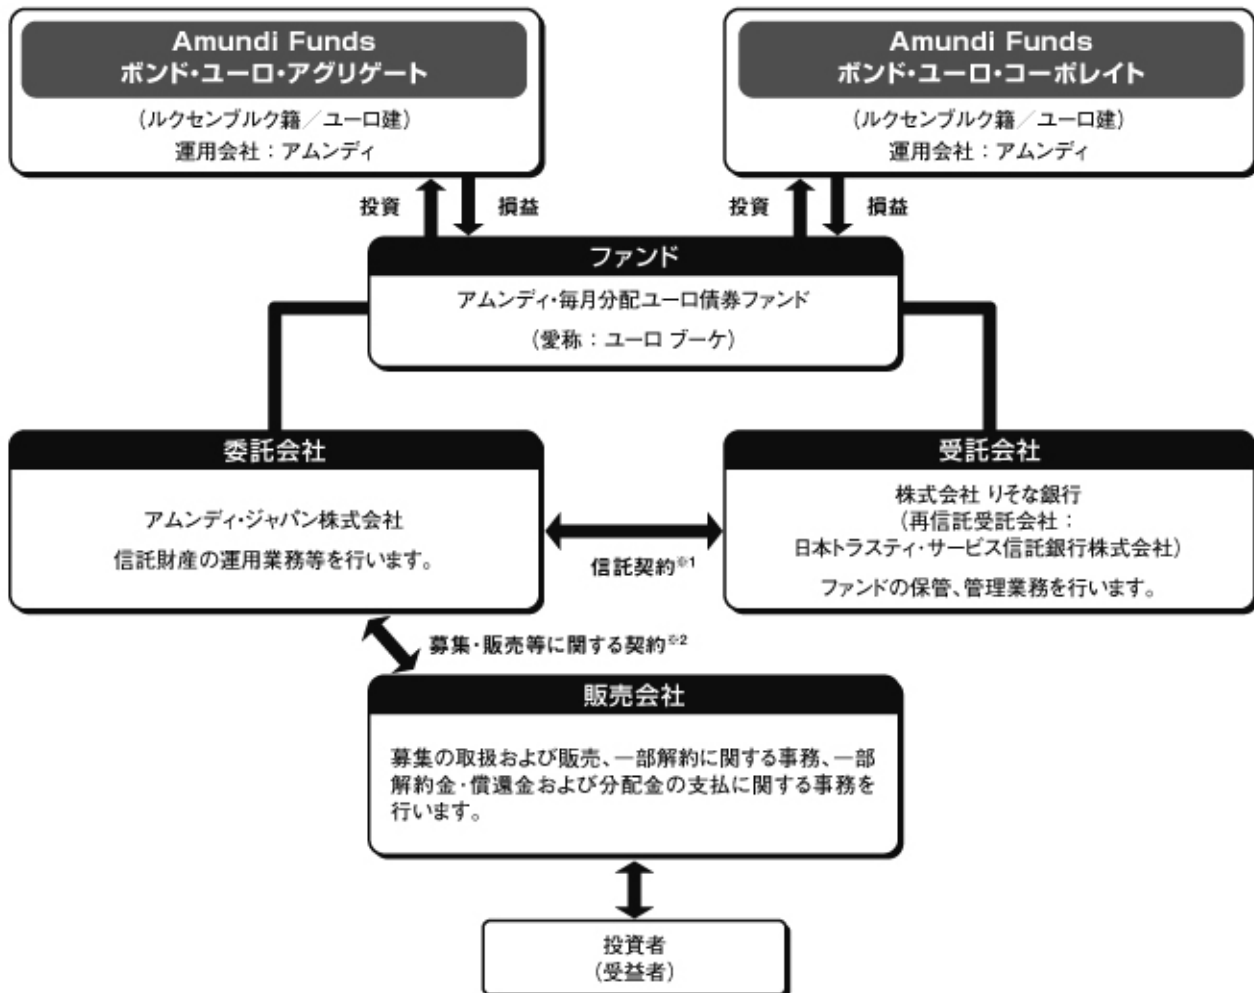 Amundi Funds
ボンド・ユーロ・アグリゲート
(ルクセンブルク籍／ユーロ建)
運用会社：アムンディ
Amundi Funds
ボンド・ユーロ・コーポレイト
(ルクセンブルク籍／ユーロ建)
運用会社：アムンディ
投資
損益
投資
損益
ファンド
アムンディ・毎月分配ユーロ債券ファンド
(愛称：ユーロ ブーケ)
委託会社
アムンディ・ジャパン株式会社
信託財産の運用業務等を行います。
信託契約※1
受託会社
株式会社 りそな銀行
(再信託受託会社：
日本トラスティ・サービス信託銀行株式会社)
ファンドの保管、管理業務を行います。
募集・販売等に関する契約※2
販売会社
募集の取扱および販売、一部解約に関する事務、一部
解約金・償還金および分配金の支払に関する事務を
行います。
投資者
(受益者)